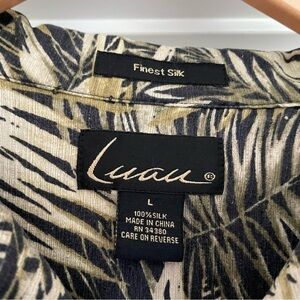 Finest Silk
Luau®
L
100% SILK
MADE IN CHINA
RN 34380
CARE ON REVERSE